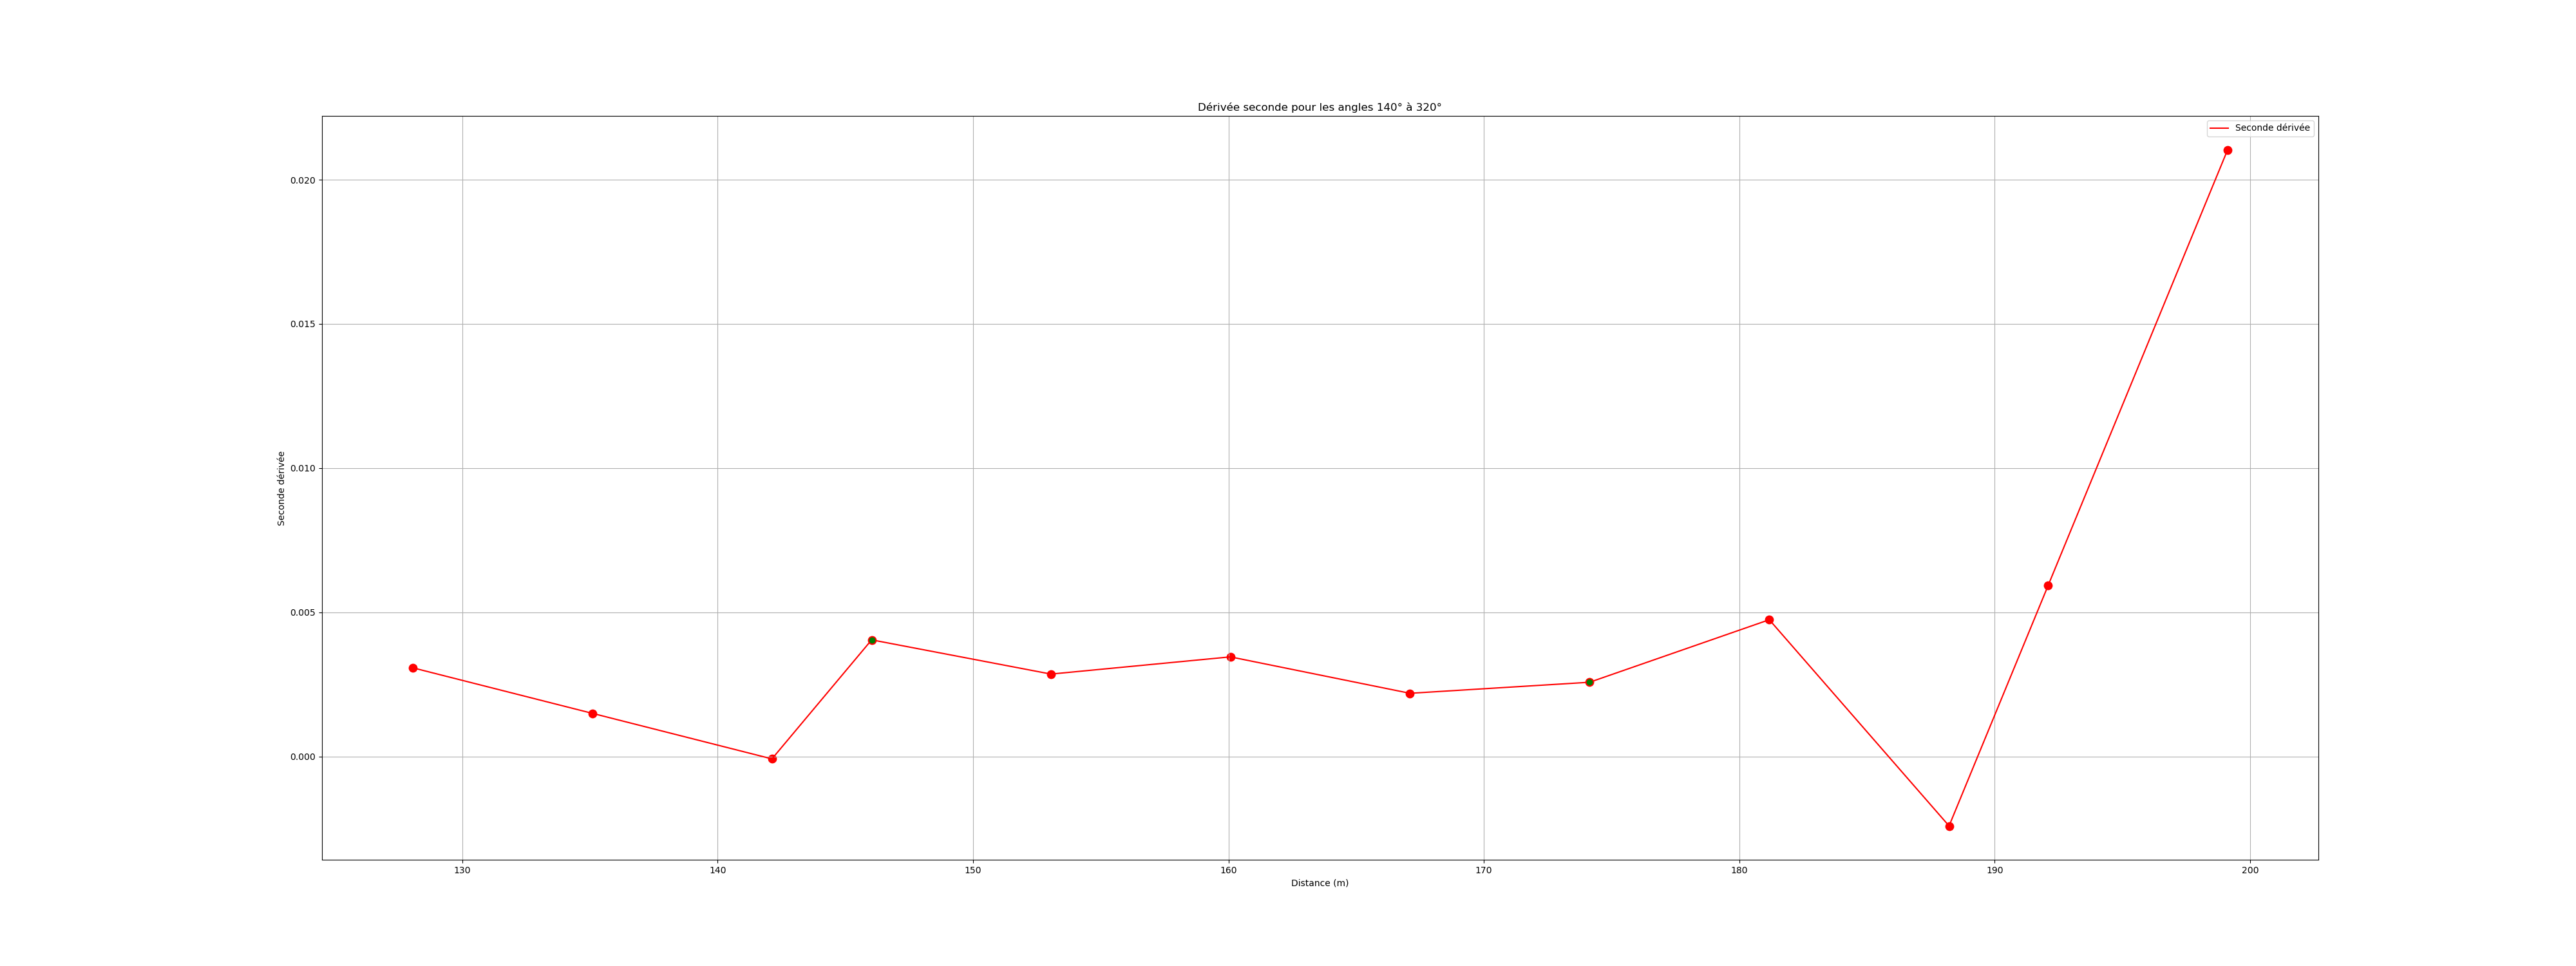 Dérivée seconde pour les angles 140° à 320°
Seconde dérivée
0.020
0.015
0.010
0.005
0.000
Seconde dérivée
130 140 150 160 170 180 190 200
Distance (m)